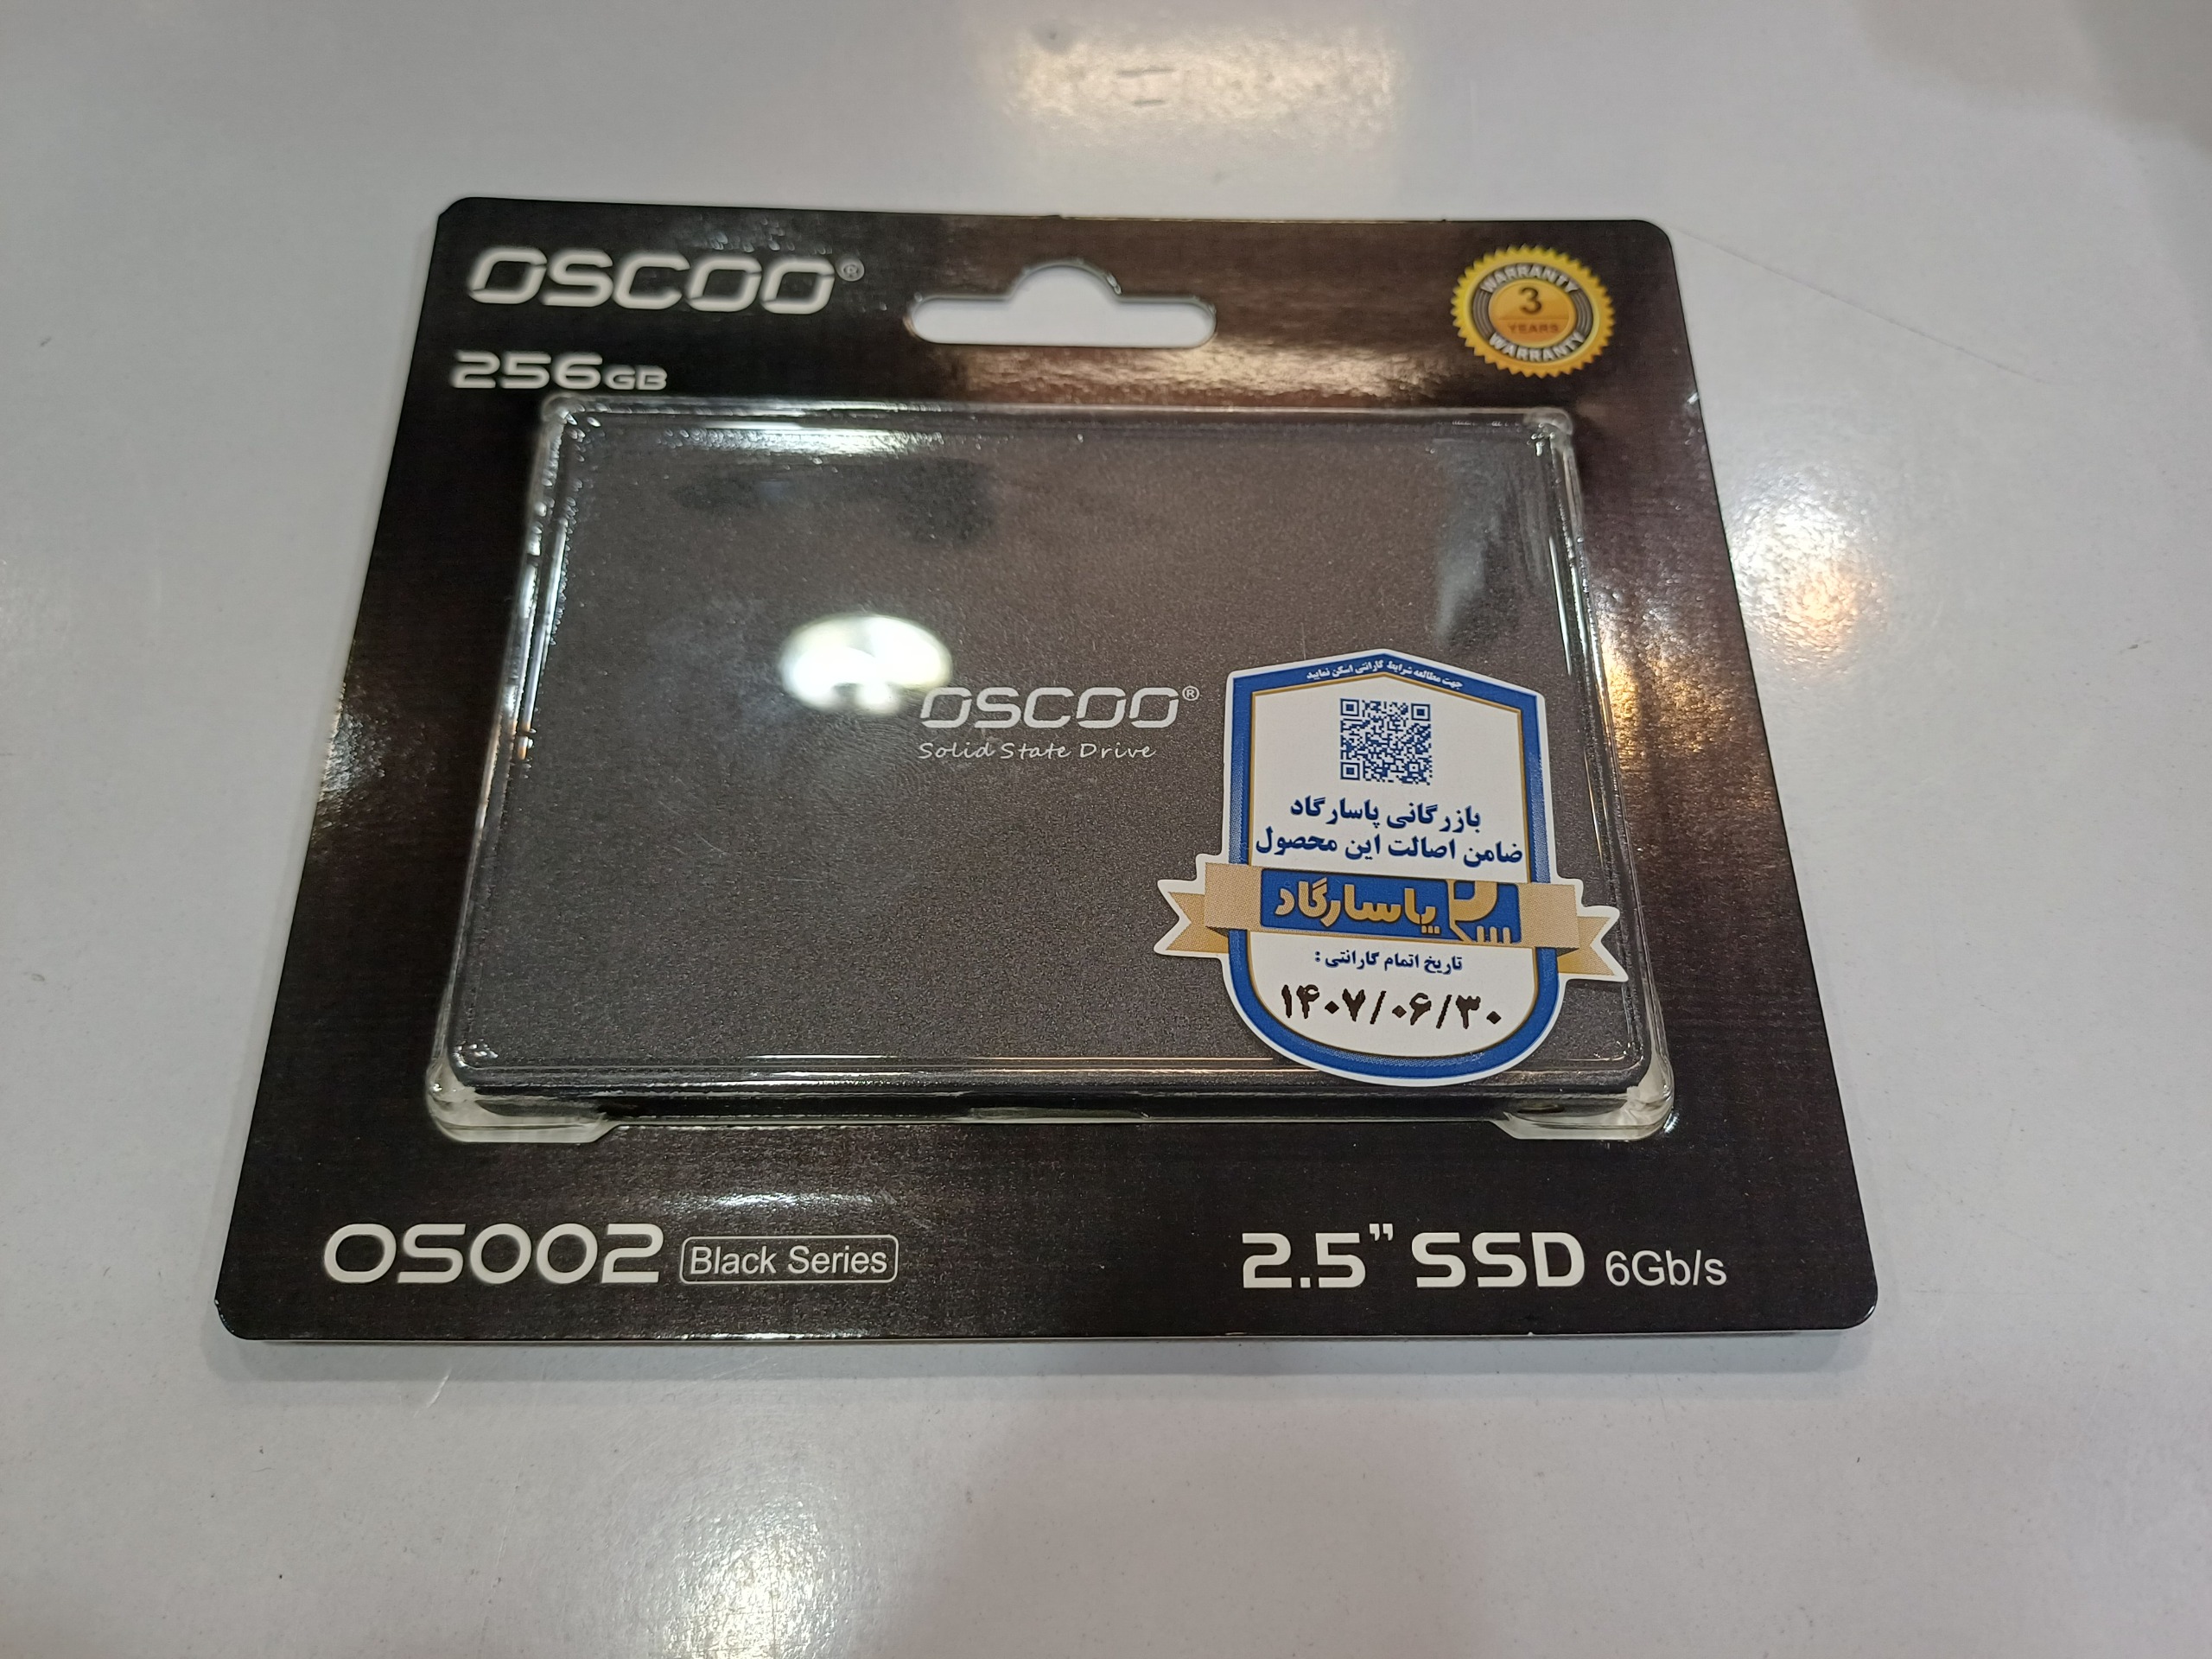 OSCOO®
256GB
WARRANTY
3
YEARS
WARRANTY
OSCOO®
Solid State Drive
جهت مطالعه شرایط گارانتی اسکن نمایید
بازرگانی پاسارگاد
ضامن اصالت این محصول
پاسارگاد
تاریخ اتمام گارانتی :
۱۴۰۷/۰۶/۳۰
OS002 Black Series
2.5” SSD 6Gb/s